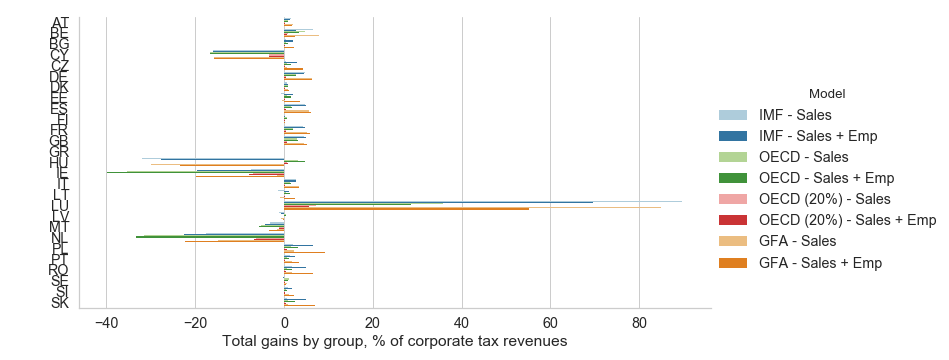 AT
BE
BG
CY
CZ
DE
DK
EE
ES
FI
FR
GB
GR
HU
IE
IT
LT
LU
LV
MT
NL
PL
PT
RO
SE
SI
SK
−40 −20 0 20 40 60 80
Total gains by group, % of corporate tax revenues
Model
IMF - Sales
IMF - Sales + Emp
OECD - Sales
OECD - Sales + Emp
OECD (20%) - Sales
OECD (20%) - Sales + Emp
GFA - Sales
GFA - Sales + Emp